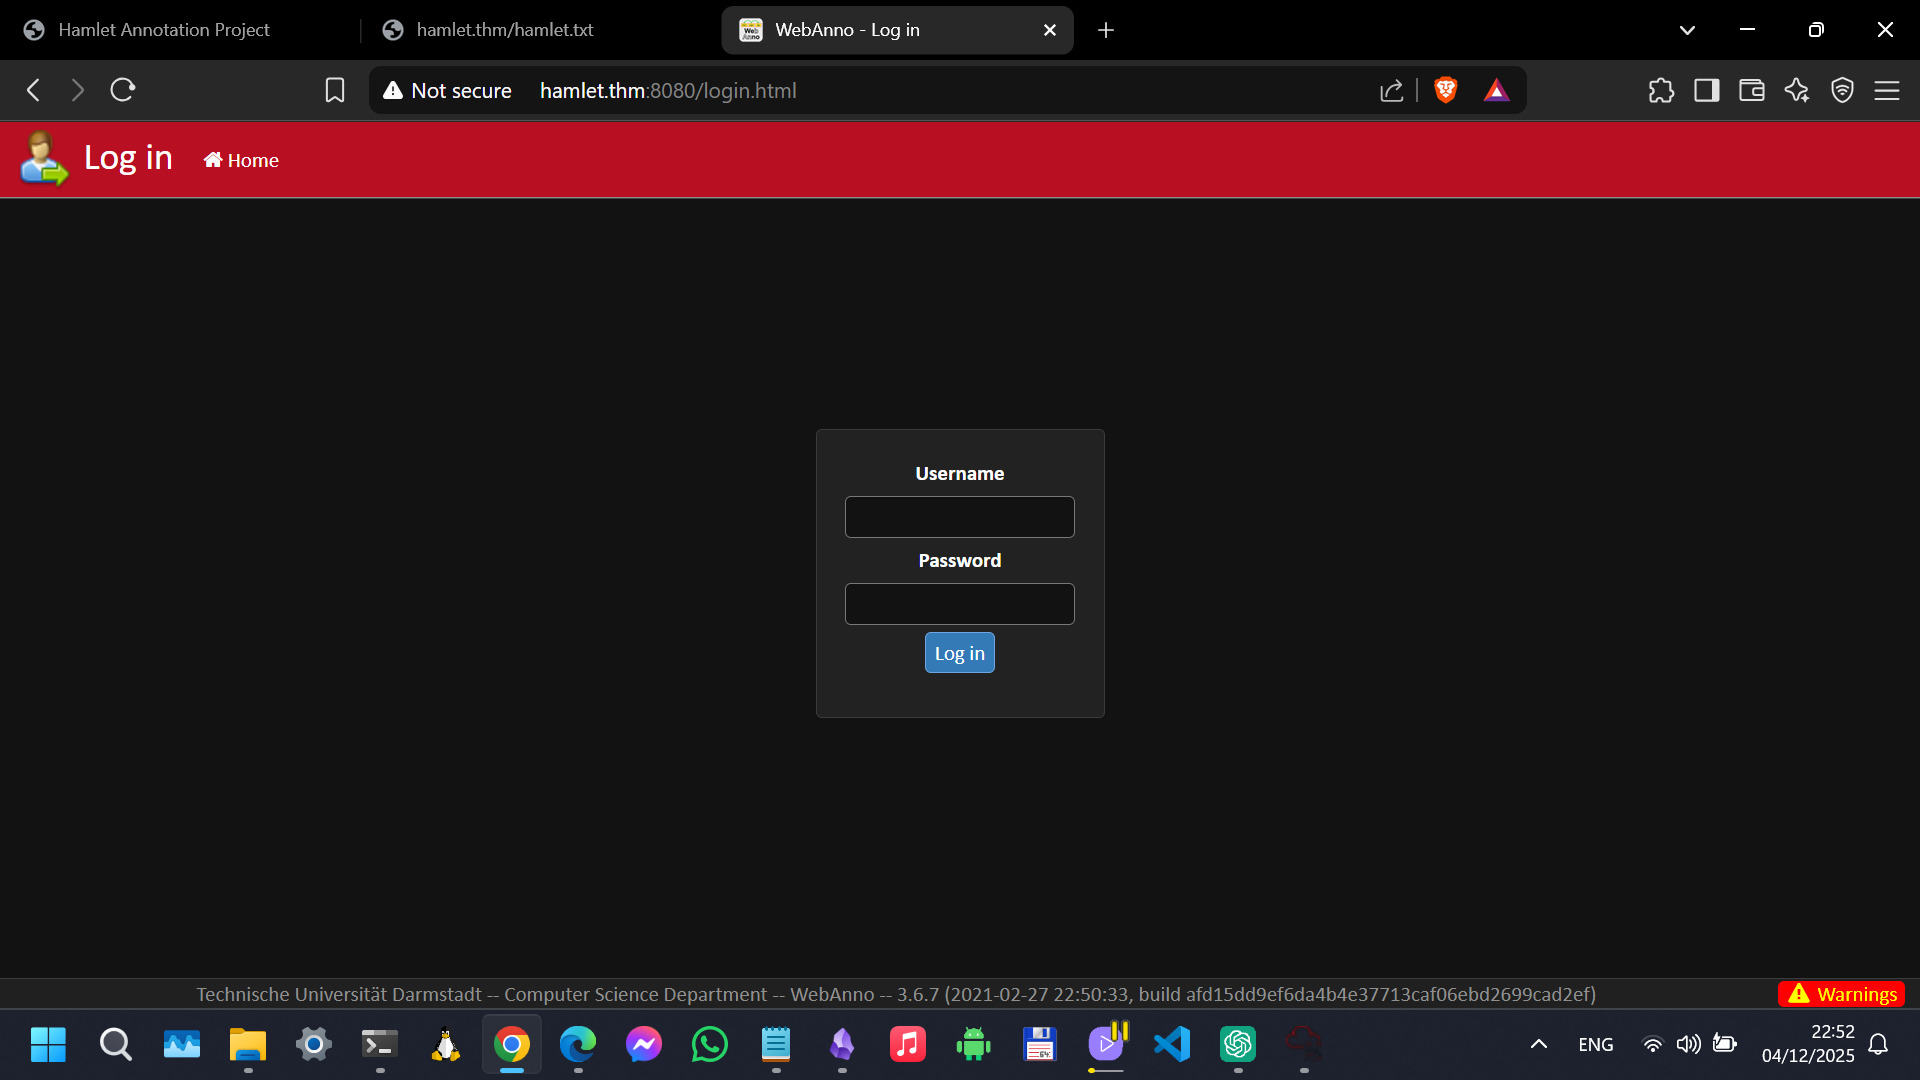 Hamlet Annotation Project
hamlet.thm/hamlet.txt
WebAnno - Log in
Not secure
hamlet.thm:8080/login.html
Log in
Home
Username
Password
Log in
Technische Universität Darmstadt -- Computer Science Department -- WebAnno -- 3.6.7 (2021-02-27 22:50:33, build afd15dd9ef6da4b4e37713caf06ebd2699cad2ef)
Warnings
64
ENG
22:52
04/12/2025